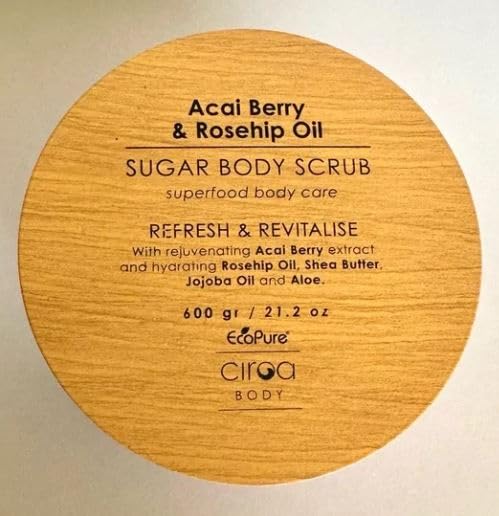 Acai Berry
& Rosehip Oil
SUGAR BODY SCRUB
superfood body care
REFRESH & REVITALISE
With rejuvenating Acai Berry extract
and hydrating Rosehip Oil, Shea Butter,
Jojoba Oil and Aloe.
600 gr / 21.2 oz
EcoPure®
ciroa
BODY